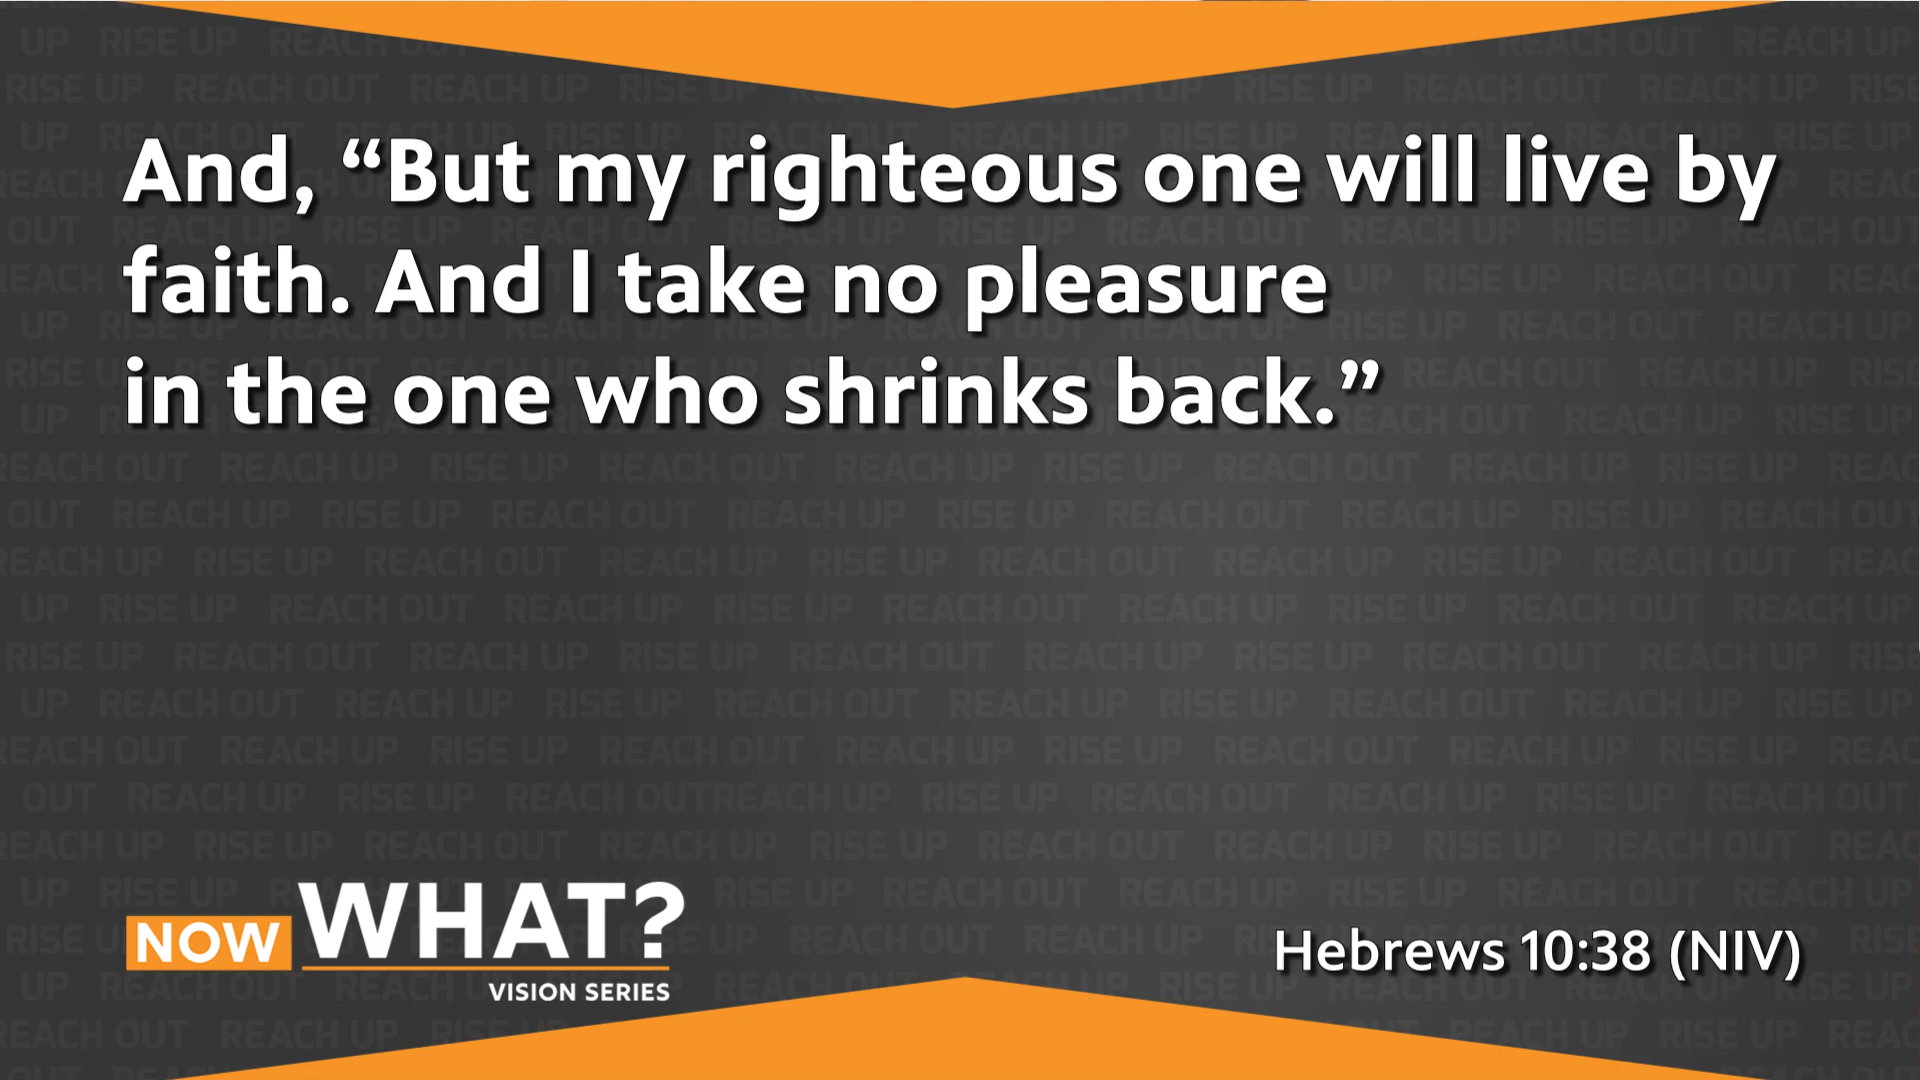 And, “But my righteous one will live by
faith. And I take no pleasure
in the one who shrinks back.”
NOW WHAT?
VISION SERIES
Hebrews 10:38 (NIV)